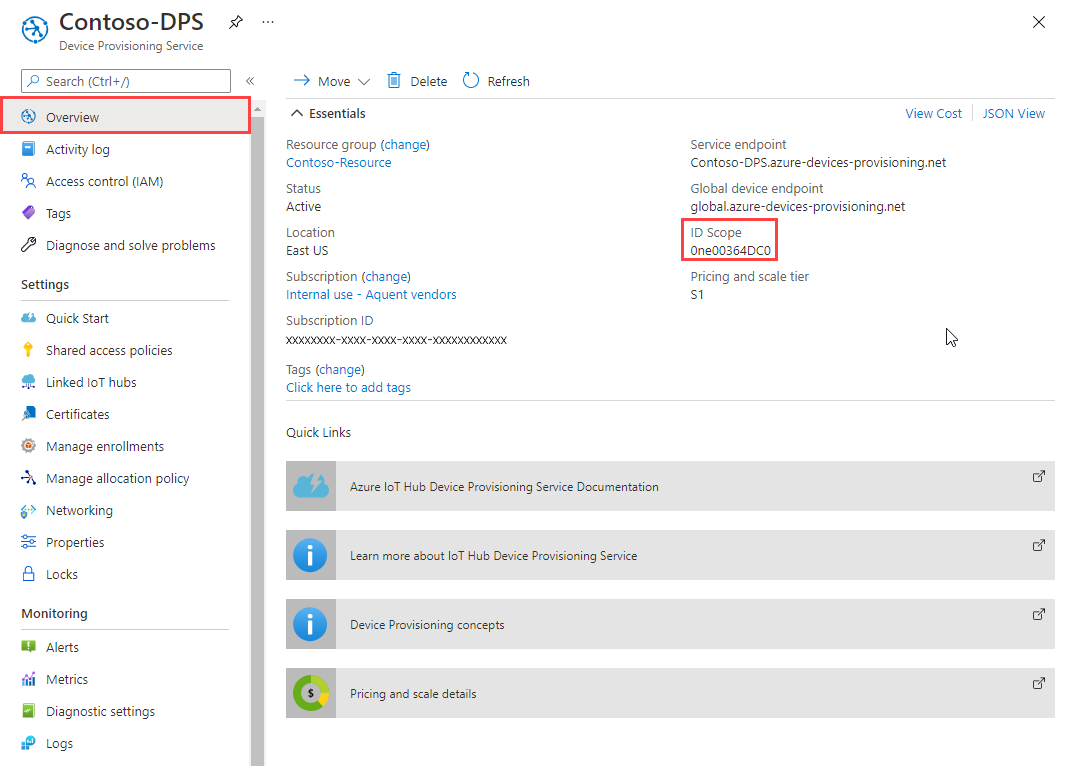 Contoso-DPS
Device Provisioning Service
Search (Ctrl+/)
Overview
Activity log
Access control (IAM)
Tags
Diagnose and solve problems
Settings
Quick Start
Shared access policies
Linked IoT hubs
Certificates
Manage enrollments
Manage allocation policy
Networking
Properties
Locks
Monitoring
Alerts
Metrics
Diagnostic settings
Logs
Move
Delete
Refresh
Essentials
View Cost
JSON View
Resource group (change)
Contoso-Resource
Status
Active
Location
East US
Subscription (change)
Internal use - Aquent vendors
Subscription ID
xxxxxxxx-xxxx-xxxx-xxxx-xxxxxxxxxxxx
Tags (change)
Click here to add tags
Service endpoint
Contoso-DPS.azure-devices-provisioning.net
Global device endpoint
global.azure-devices-provisioning.net
ID Scope
0ne00364DC0
Pricing and scale tier
S1
Quick Links
Azure IoT Hub Device Provisioning Service Documentation
Learn more about IoT Hub Device Provisioning Service
Device Provisioning concepts
Pricing and scale details